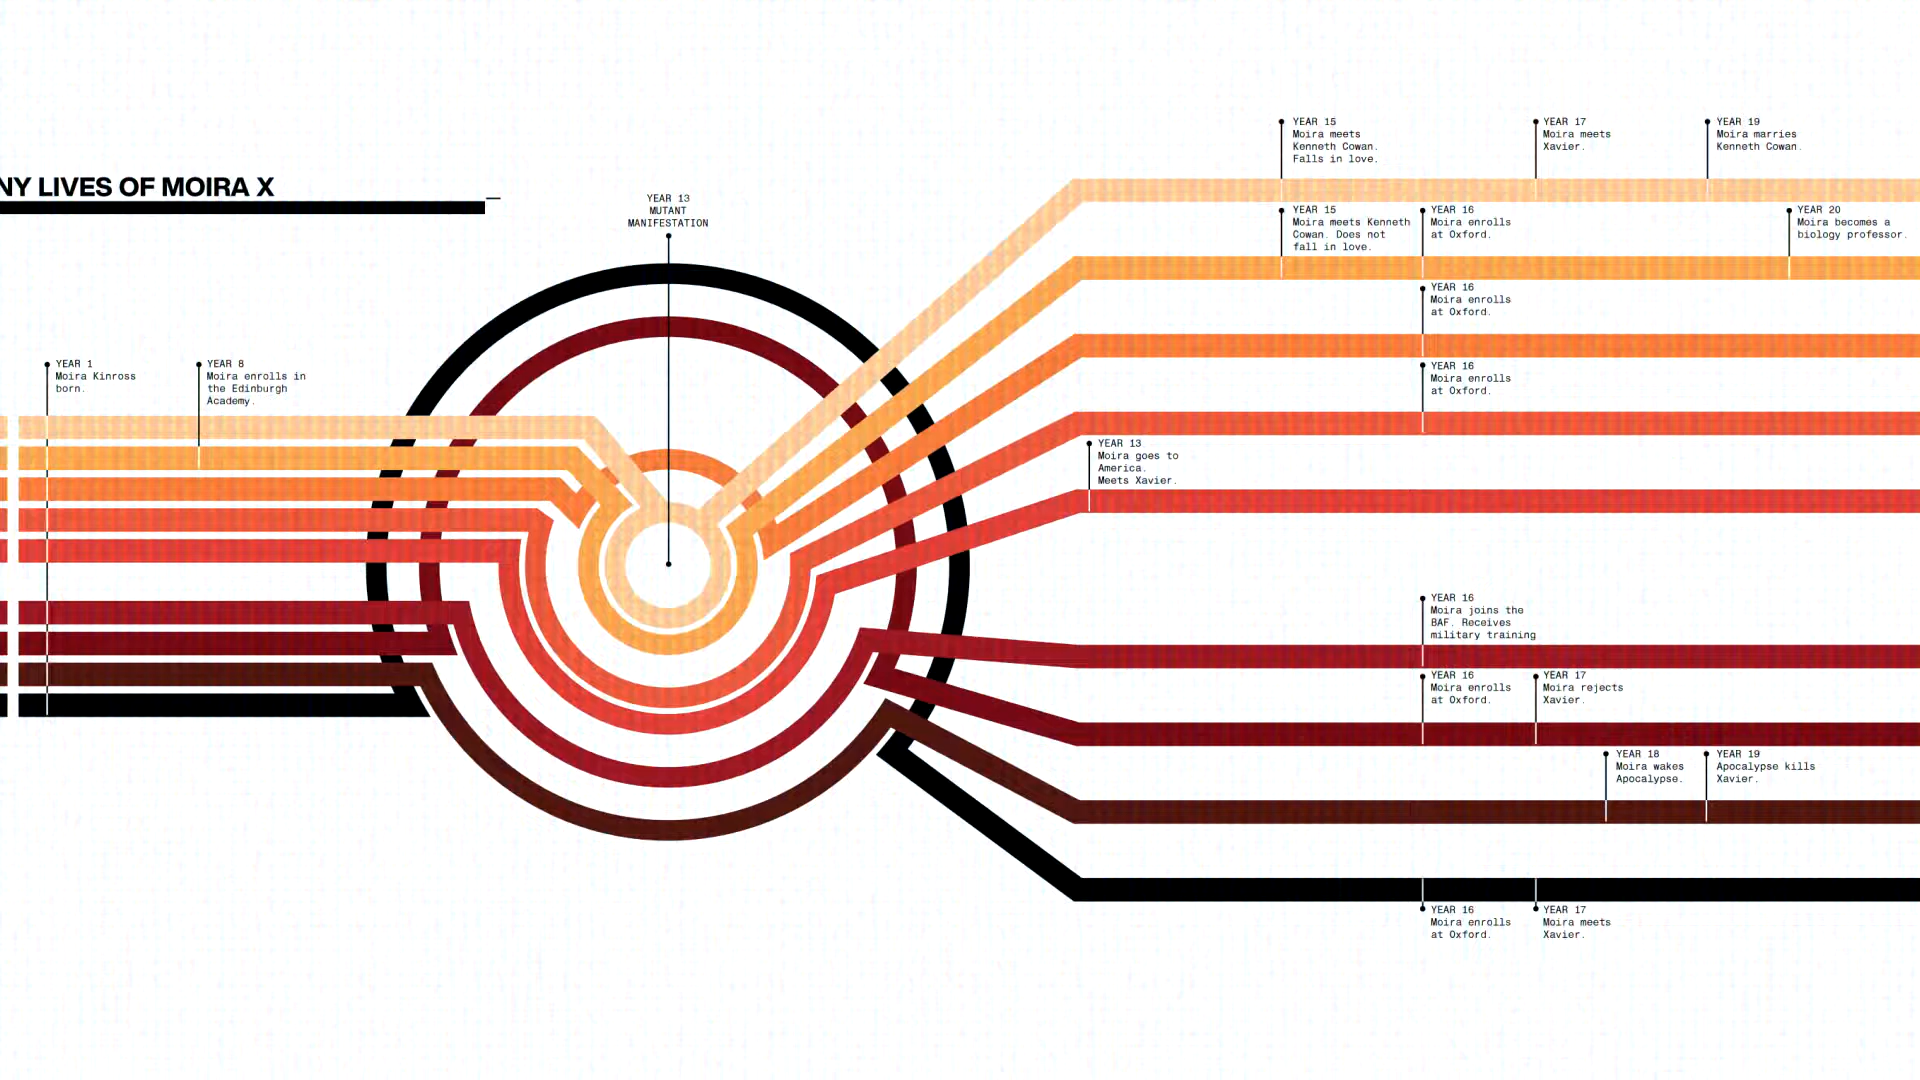 NY LIVES OF MOIRA X
YEAR 1
Moira Kinross
born.
YEAR 8
Moira enrolls in
the Edinburgh
Academy.
YEAR 13
MUTANT
MANIFESTATION
YEAR 15
Moira meets
Kenneth Cowan.
Falls in love.
YEAR 17
Moira meets
Xavier.
YEAR 19
Moira marries
Kenneth Cowan.
YEAR 15
Moira meets Kenneth
Cowan. Does not
fall in love.
YEAR 16
Moira enrolls
at Oxford.
YEAR 20
Moira becomes a
biology professor.
YEAR 16
Moira enrolls
at Oxford.
YEAR 16
Moira enrolls
at Oxford.
YEAR 13
Moira goes to
America.
Meets Xavier.
YEAR 16
Moira joins the
BAF. Receives
military training
YEAR 16
Moira enrolls
at Oxford.
YEAR 17
Moira rejects
Xavier.
YEAR 18
Moira wakes
Apocalypse.
YEAR 19
Apocalypse kills
Xavier.
YEAR 16
Moira enrolls
at Oxford.
YEAR 17
Moira meets
Xavier.